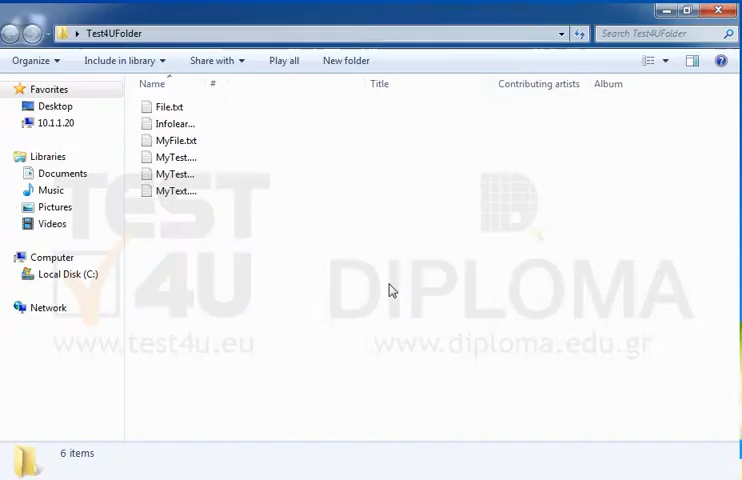 Test4UFolder
Search Test4UFolder
Organize Include in library Share with Play all New folder
Favorites
Desktop
10.1.1.20
Libraries
Documents
Music
Pictures
Videos
Computer
Local Disk (C:)
Network
Name # Title Contributing artists Album
File.txt
Infolear...
MyFile.txt
MyTest....
MyTest...
MyText....
TEST
4U
DIPLOMA
www.test4u.eu
www.diploma.edu.gr
6 items